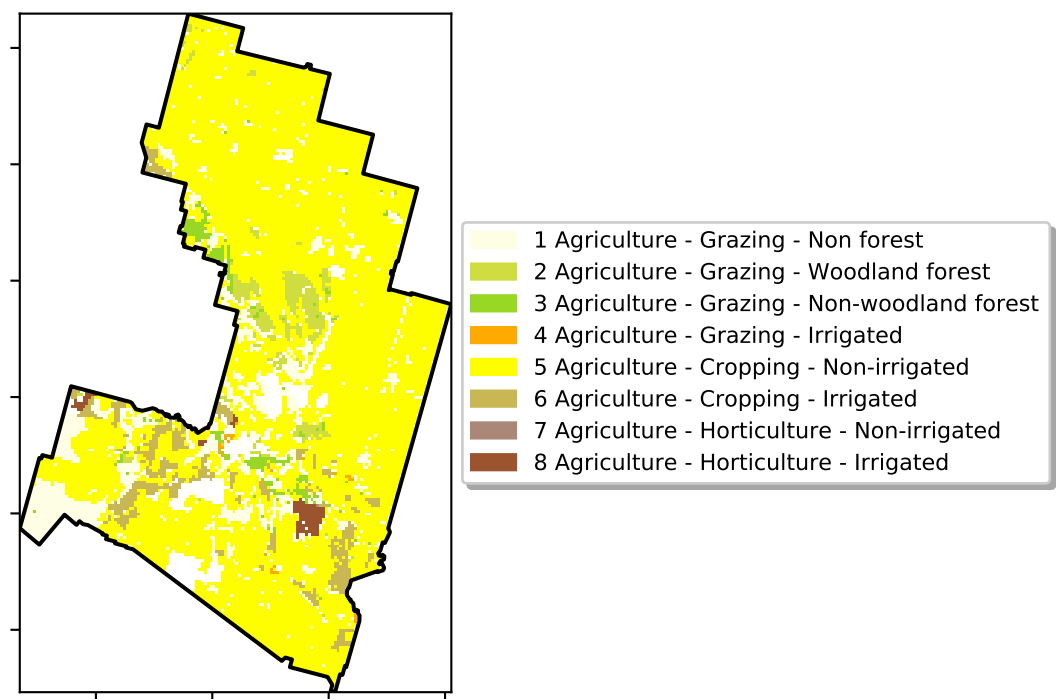 1 Agriculture - Grazing - Non forest
2 Agriculture - Grazing - Woodland forest
3 Agriculture - Grazing - Non-woodland forest
4 Agriculture - Grazing - Irrigated
5 Agriculture - Cropping - Non-irrigated
6 Agriculture - Cropping - Irrigated
7 Agriculture - Horticulture - Non-irrigated
8 Agriculture - Horticulture - Irrigated